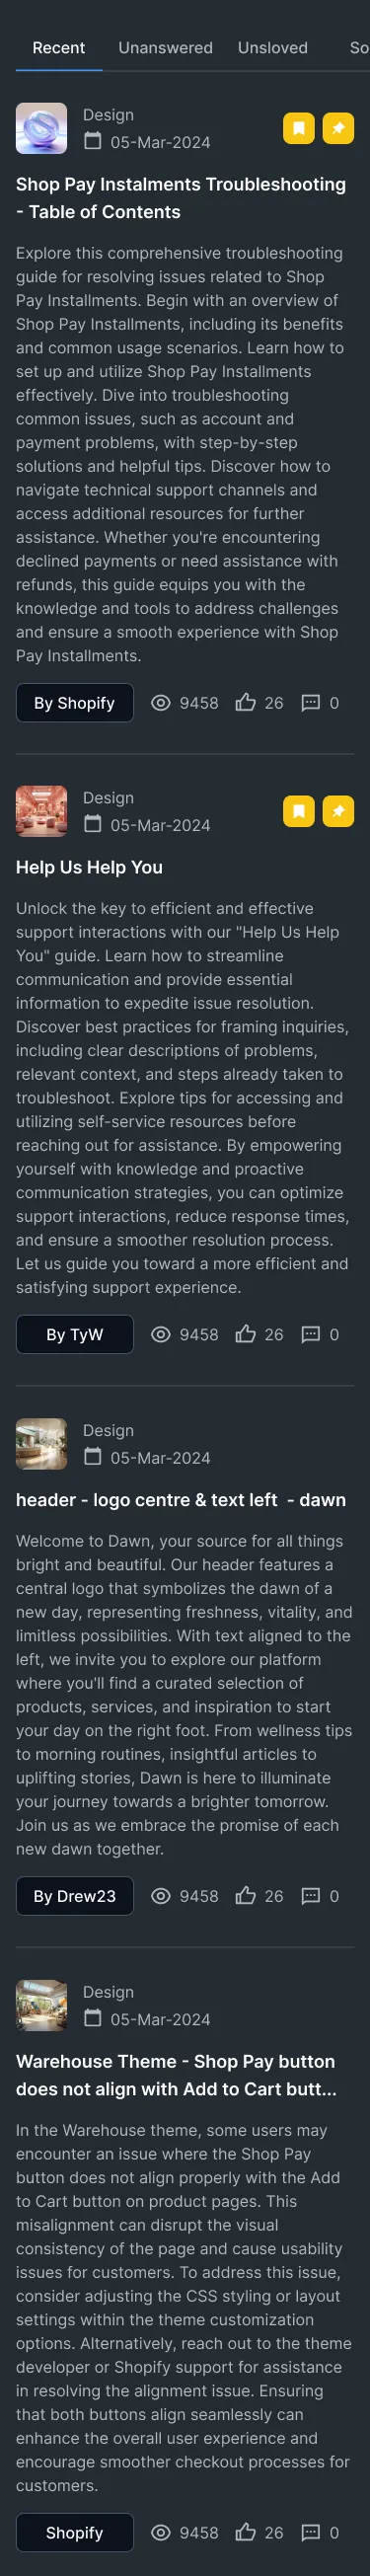 Recent Unanswered Unsloved So
Design
05-Mar-2024
Shop Pay Instalments Troubleshooting
- Table of Contents
Explore this comprehensive troubleshooting
guide for resolving issues related to Shop
Pay Installments. Begin with an overview of
Shop Pay Installments, including its benefits
and common usage scenarios. Learn how to
set up and utilize Shop Pay Installments
effectively. Dive into troubleshooting
common issues, such as account and
payment problems, with step-by-step
solutions and helpful tips. Discover how to
navigate technical support channels and
access additional resources for further
assistance. Whether you're encountering
declined payments or need assistance with
refunds, this guide equips you with the
knowledge and tools to address challenges
and ensure a smooth experience with Shop
Pay Installments.
By Shopify 9458 26 0
Design
05-Mar-2024
Help Us Help You
Unlock the key to efficient and effective
support interactions with our "Help Us Help
You" guide. Learn how to streamline
communication and provide essential
information to expedite issue resolution.
Discover best practices for framing inquiries,
including clear descriptions of problems,
relevant context, and steps already taken to
troubleshoot. Explore tips for accessing and
utilizing self-service resources before
reaching out for assistance. By empowering
yourself with knowledge and proactive
communication strategies, you can optimize
support interactions, reduce response times,
and ensure a smoother resolution process.
Let us guide you toward a more efficient and
satisfying support experience.
By TyW 9458 26 0
Design
05-Mar-2024
header - logo centre & text left  - dawn
Welcome to Dawn, your source for all things
bright and beautiful. Our header features a
central logo that symbolizes the dawn of a
new day, representing freshness, vitality, and
limitless possibilities. With text aligned to the
left, we invite you to explore our platform
where you'll find a curated selection of
products, services, and inspiration to start
your day on the right foot. From wellness tips
to morning routines, insightful articles to
uplifting stories, Dawn is here to illuminate
your journey towards a brighter tomorrow.
Join us as we embrace the promise of each
new dawn together.
By Drew23 9458 26 0
Design
05-Mar-2024
Warehouse Theme - Shop Pay button
does not align with Add to Cart butt...
In the Warehouse theme, some users may
encounter an issue where the Shop Pay
button does not align properly with the Add
to Cart button on product pages. This
misalignment can disrupt the visual
consistency of the page and cause usability
issues for customers. To address this issue,
consider adjusting the CSS styling or layout
settings within the theme customization
options. Alternatively, reach out to the theme
developer or Shopify support for assistance
in resolving the alignment issue. Ensuring
that both buttons align seamlessly can
enhance the overall user experience and
encourage smoother checkout processes for
customers.
Shopify 9458 26 0